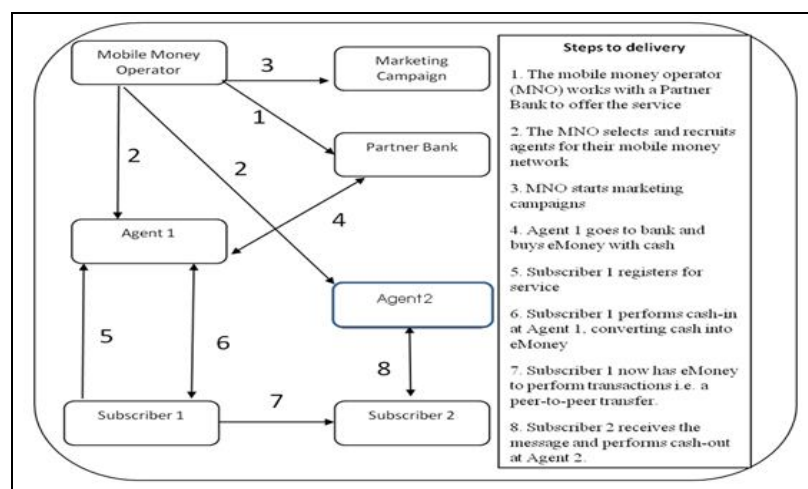 Mobile Money
Operator
3
Marketing
Campaign
1
2
2
Partner Bank
Agent 1
4
Agent2
5
6
8
Subscriber 1
7
Subscriber 2
Steps to delivery
1. The mobile money operator
(MNO) works with a Partner
Bank to offer the service
2. The MNO selects and recruits
agents for their mobile money
network
3. MNO starts marketing
campaigns
4. Agent 1 goes to bank and
buys eMoney with cash
5. Subscriber 1 registers for
service
6. Subscriber 1 performs cash-in
at Agent 1, converting cash into
eMoney
7. Subscriber 1 now has eMoney
to perform transactions i.e. a
peer-to-peer transfer.
8. Subscriber 2 receives the
message and performs cash-out
at Agent 2.